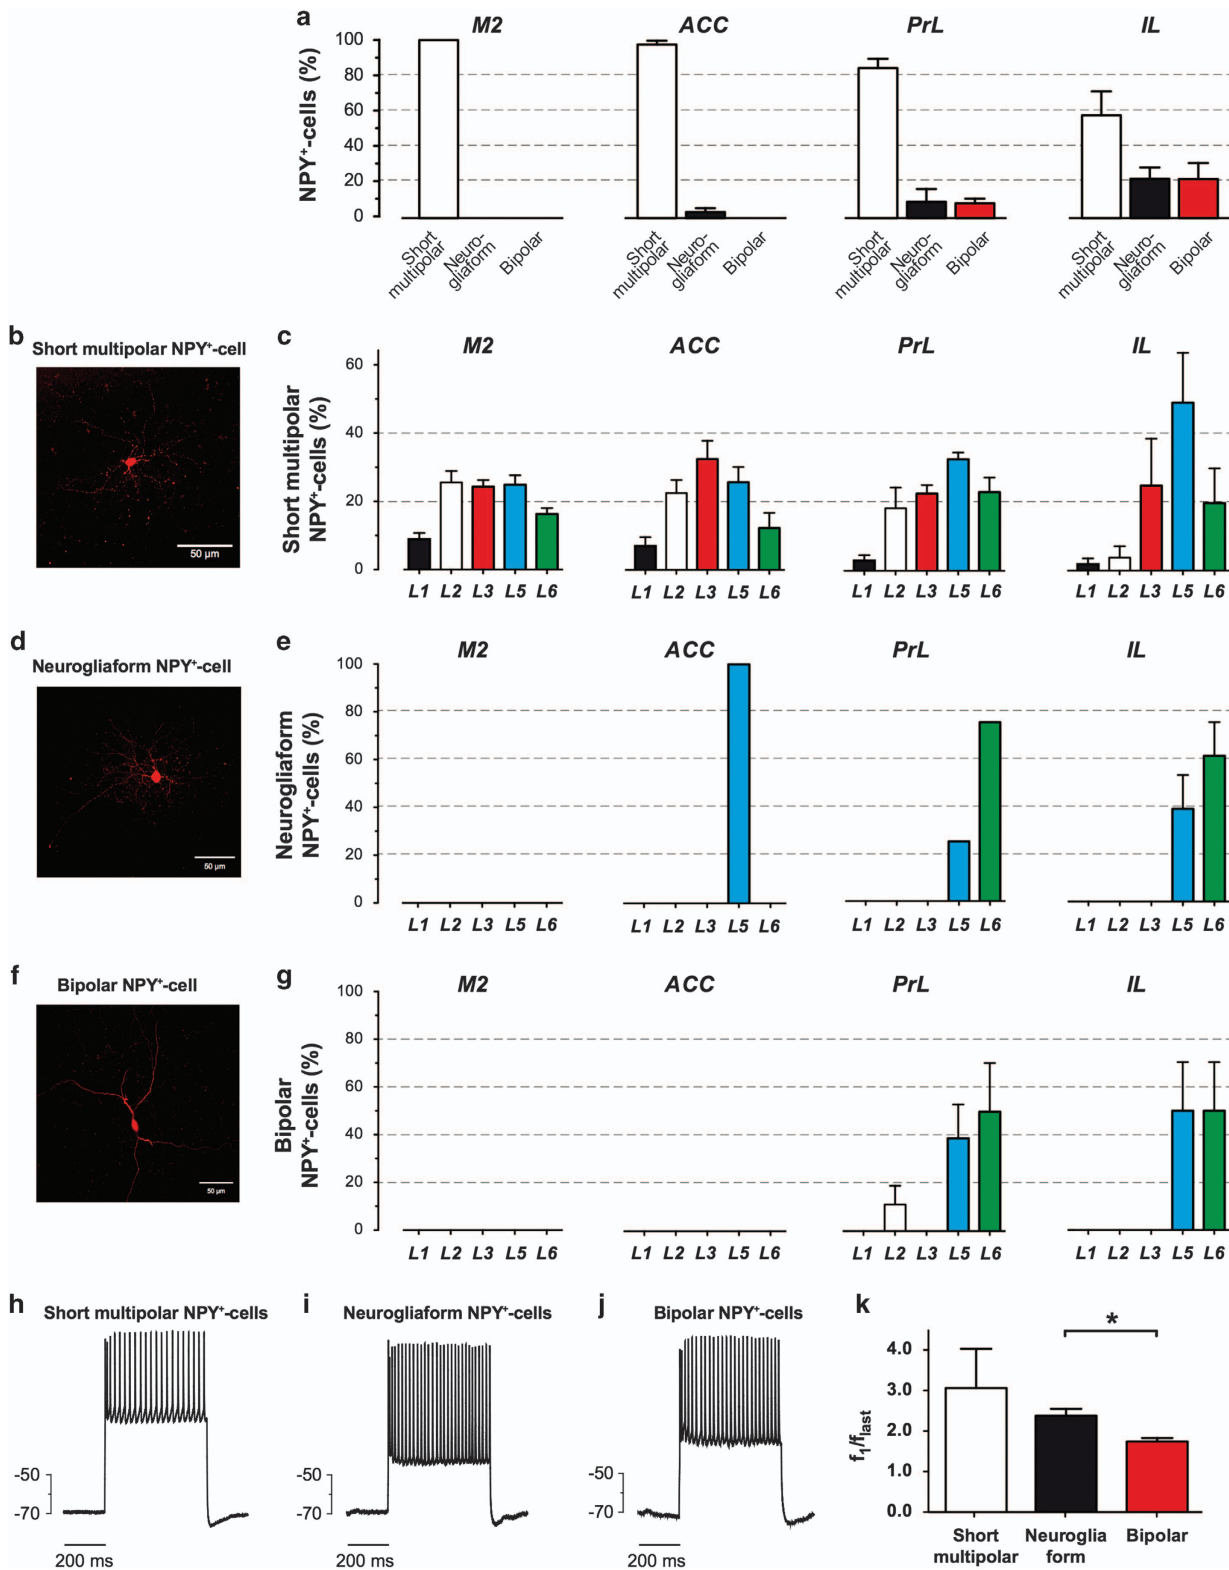 a
M2 ACC PrL IL
NPY+-cells (%)
100
80
60
40
20
0
Short multipolar Neuro-gliaform Bipolar
Short multipolar Neuro-gliaform Bipolar
Short multipolar Neuro-gliaform Bipolar
Short multipolar Neuro-gliaform Bipolar
b
Short multipolar NPY+-cell
50 µm
c
M2 ACC PrL IL
Short multipolar
NPY+-cells (%)
60
40
20
0
L1 L2 L3 L5 L6
L1 L2 L3 L5 L6
L1 L2 L3 L5 L6
L1 L2 L3 L5 L6
d
Neurogliaform NPY+-cell
50 µm
e
M2 ACC PrL IL
Neurogliaform
NPY+-cells (%)
100
80
60
40
20
0
L1 L2 L3 L5 L6
L1 L2 L3 L5 L6
L1 L2 L3 L5 L6
L1 L2 L3 L5 L6
f
Bipolar NPY+-cell
50 µm
g
M2 ACC PrL IL
Bipolar
NPY+-cells (%)
100
80
60
40
20
0
L1 L2 L3 L5 L6
L1 L2 L3 L5 L6
L1 L2 L3 L5 L6
L1 L2 L3 L5 L6
h
Short multipolar NPY+-cells
-50
-70
200 ms
i
Neurogliaform NPY+-cells
-50
-70
200 ms
j
Bipolar NPY+-cells
-50
-70
200 ms
k
*
f1/flast
4.0
3.0
2.0
1.0
0.0
Short Neuroglia Bipolar
multipolar form